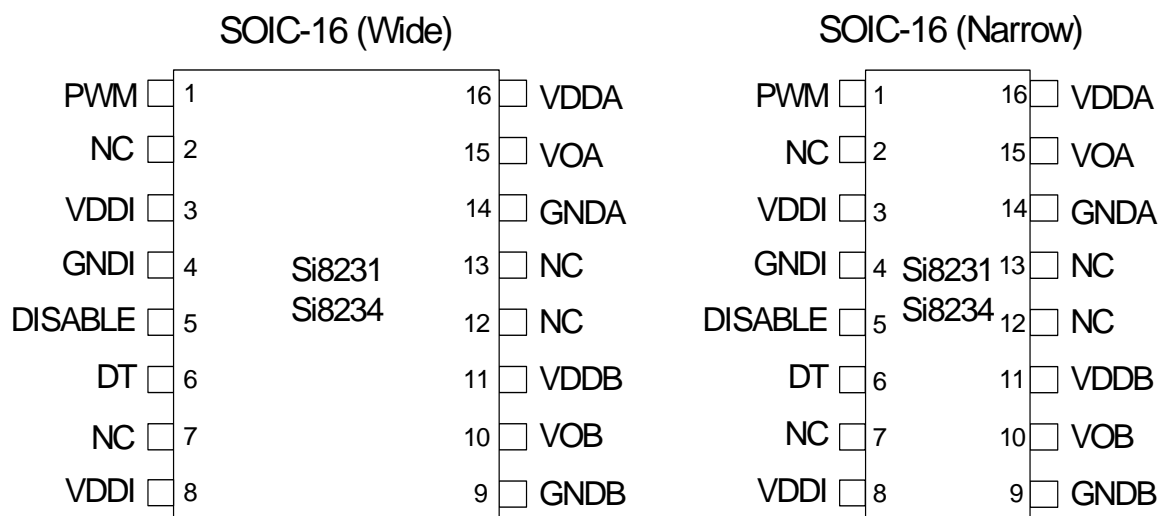 SOIC-16 (Wide)
PWM 1 16 VDDA
NC 2 15 VOA
VDDI 3 14 GNDA
GNDI 4 Si8231 13 NC
DISABLE 5 Si8234 12 NC
DT 6 11 VDDB
NC 7 10 VOB
VDDI 8 9 GNDB
SOIC-16 (Narrow)
PWM 1 16 VDDA
NC 2 15 VOA
VDDI 3 14 GNDA
GNDI 4 Si8231 13 NC
DISABLE 5 Si8234 12 NC
DT 6 11 VDDB
NC 7 10 VOB
VDDI 8 9 GNDB